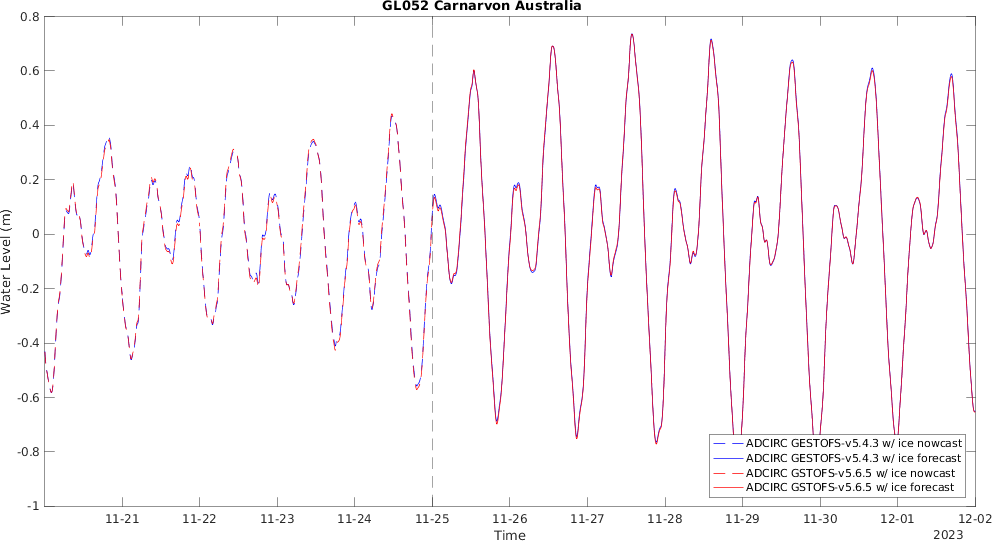 GL052 Carnarvon Australia
0.8
0.6
0.4
0.2
0
-0.2
-0.4
-0.6
-0.8
-1
Water Level (m)
ADCIRC GESTOFS-v5.4.3 w/ ice nowcast
ADCIRC GESTOFS-v5.4.3 w/ ice forecast
ADCIRC GSTOFS-v5.6.5 w/ ice nowcast
ADCIRC GSTOFS-v5.6.5 w/ ice forecast
11-21 11-22 11-23 11-24 11-25 11-26 11-27 11-28 11-29 11-30 12-01 12-02
Time
2023